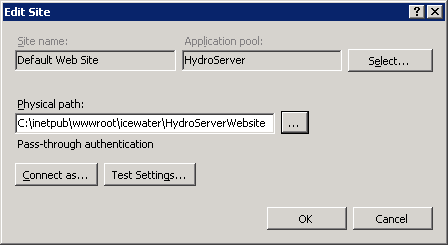 Edit Site
? X
Site name: Application pool:
Default Web Site HydroServer Select...
Physical path:
C:\inetpub\wwwroot\icewater\HydroServerWebsite ...
Pass-through authentication
Connect as... Test Settings...
OK Cancel